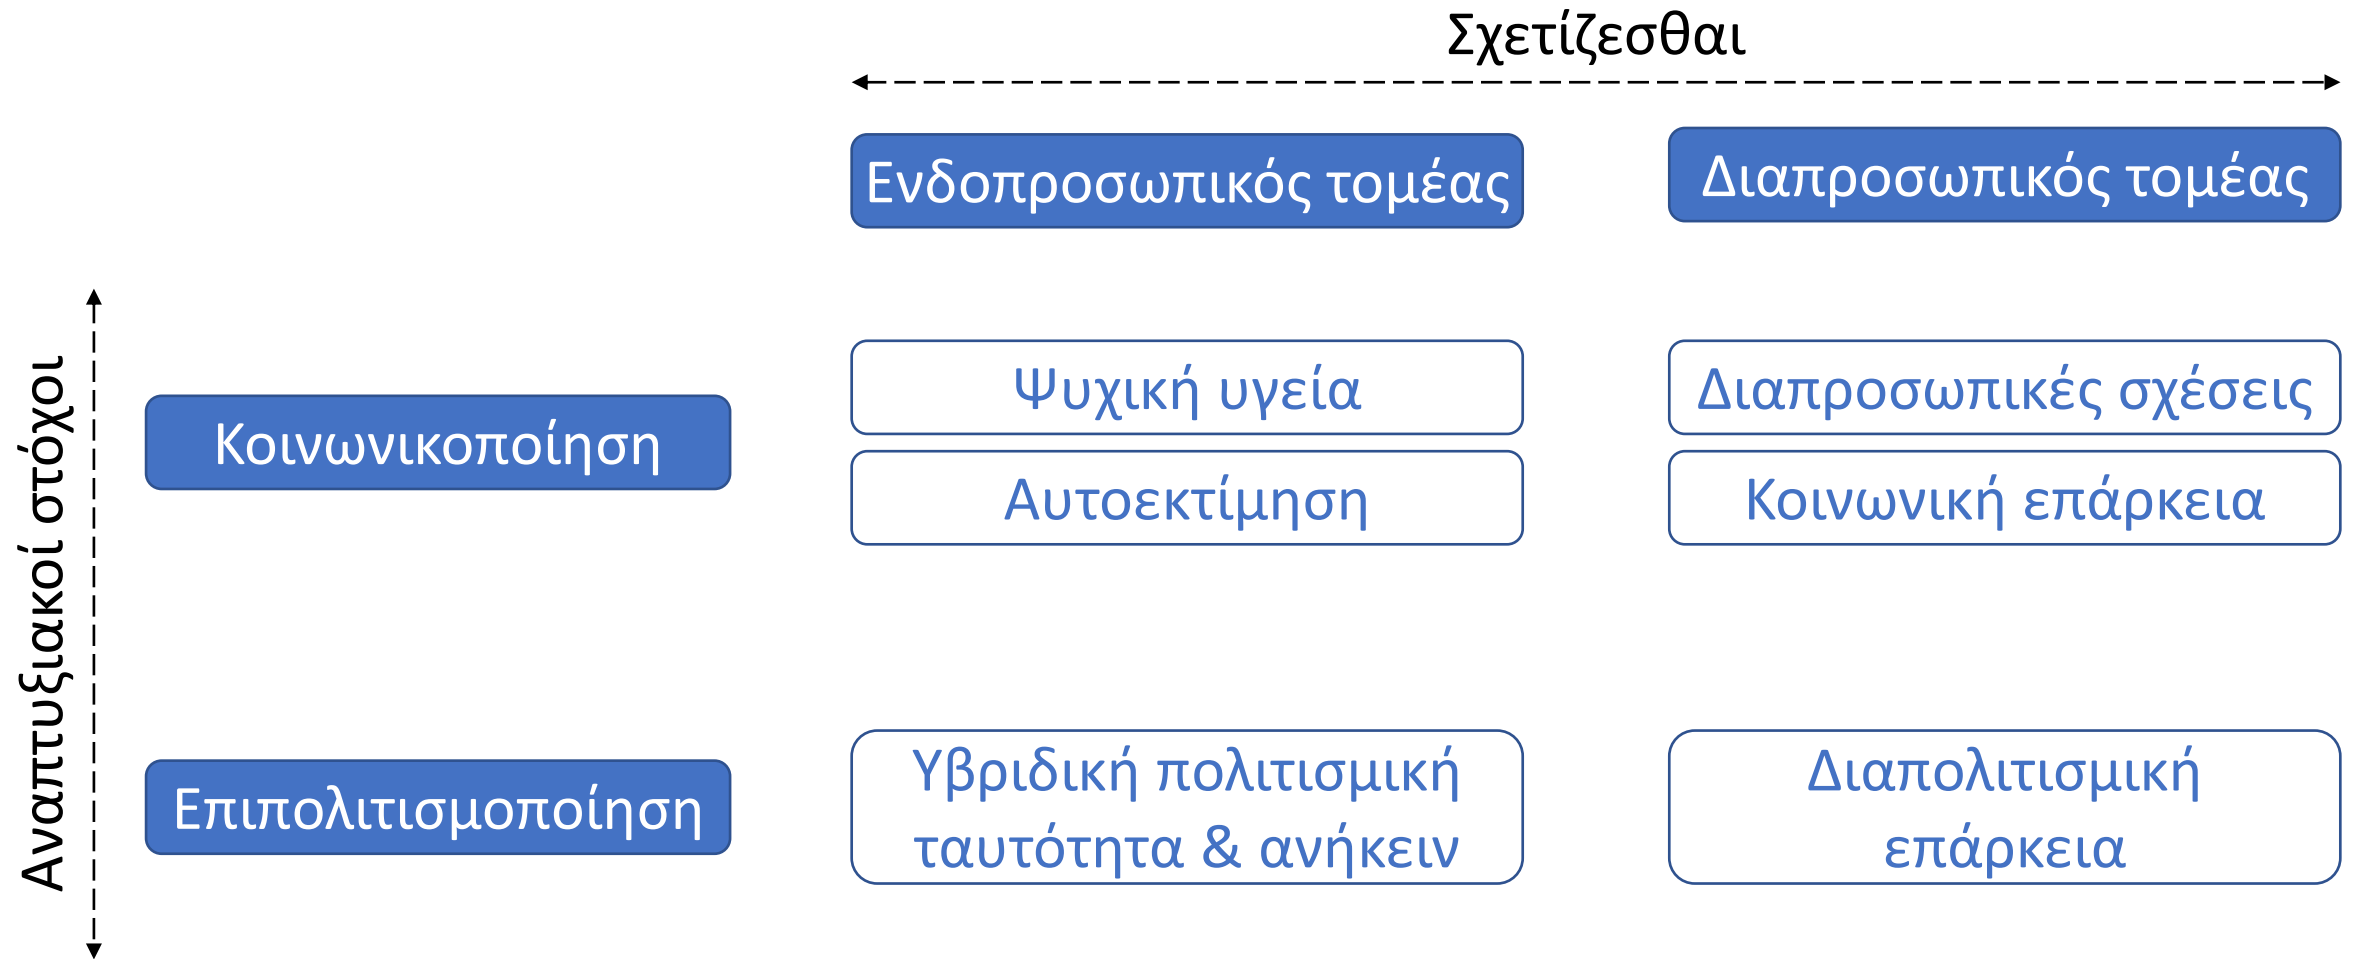 Σχετίζεσθαι
Ενδοπροσωπικός τομέας
Διαπροσωπικός τομέας
Αναπτυξιακοί στόχοι
Κοινωνικοποίηση
Ψυχική υγεία
Διαπροσωπικές σχέσεις
Αυτοεκτίμηση
Κοινωνική επάρκεια
Επιπολιτισμοποίηση
Υβριδική πολιτισμική
ταυτότητα & ανήκειν
Διαπολιτισμική
επάρκεια